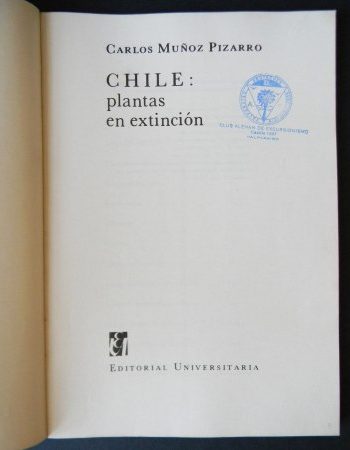 CARLOS MUÑOZ PIZARRO
CHILE:
plantas
en extinción
CLUB ALEMAN DE EXCURSIONISMO
VALPARAISO
EDITORIAL UNIVERSITARIA